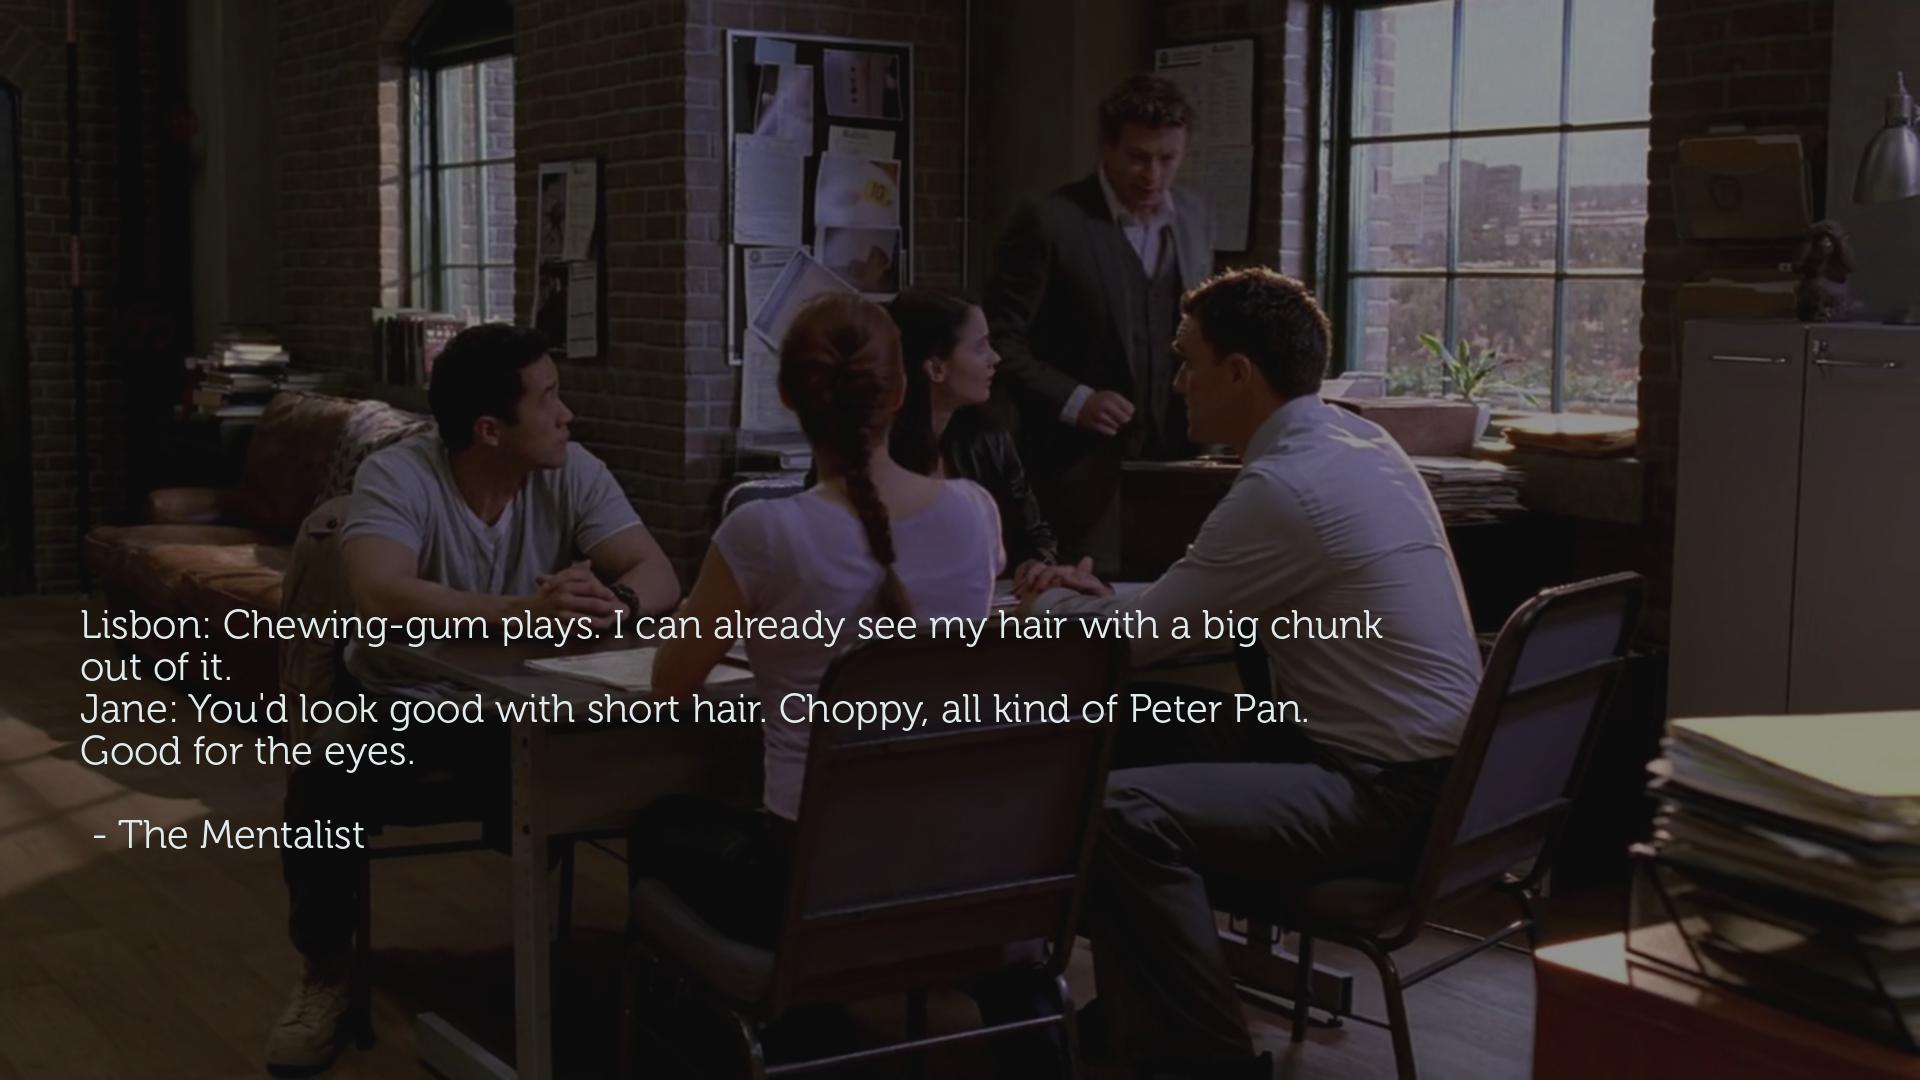 Lisbon: Chewing-gum plays. I can already see my hair with a big chunk
out of it.
Jane: You'd look good with short hair. Choppy, all kind of Peter Pan.
Good for the eyes.
- The Mentalist